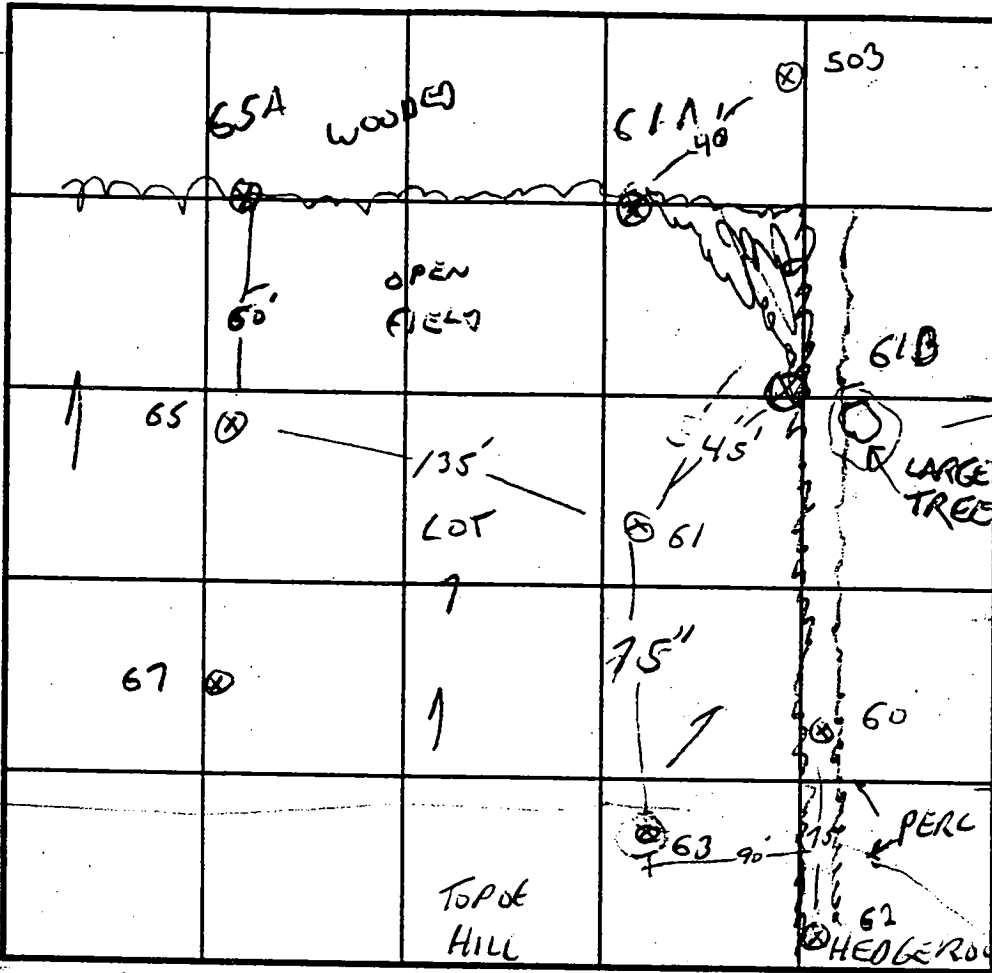 503
65A
WOODED
61A
40'
OPEN
FIELD
60'
61B
65
45'
135'
LARGE
TREE
LOT
61
75"
67
60
PERC
63
90'
75'
TOP OF
HILL
62
HEDGEROW